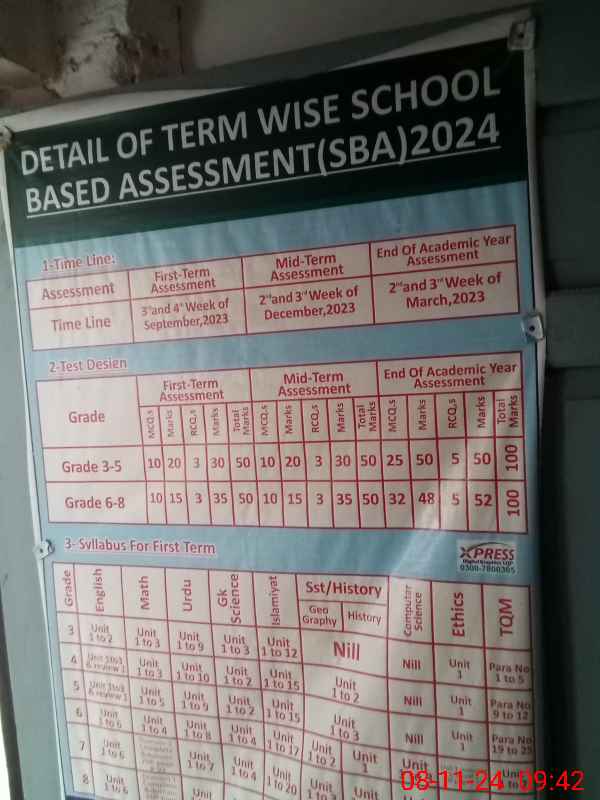 DETAIL OF TERM WISE SCHOOL
BASED ASSESSMENT(SBA)2024
1-Time Line:
Assessment First-Term Assessment Mid-Term Assessment End Of Academic Year Assessment
Time Line 3rd and 4th Week of September,2023 2nd and 3rd Week of December,2023 2nd and 3rd Week of March,2023
2-Test Desien
Grade First-Term Assessment Mid-Term Assessment End Of Academic Year Assessment
MCQ,s Marks RCQ,s Marks Total Marks MCQ,s Marks RCQ,s Marks Total Marks MCQ,s Marks RCQ,s Marks Total Marks
Grade 3-5 10 20 3 30 50 10 20 3 30 50 25 50 5 50 100
Grade 6-8 10 15 3 35 50 10 15 3 35 50 32 48 5 52 100
3- Syllabus For First Term
XPRESS
0300-7800365
Grade English Math Urdu Gk Science Islamiyat Sst/History Computer Science Ethics TQM
Geo Graphy History
3 Unit 1 to 2 Unit 1 to 3 Unit 1 to 9 Unit 1 to 3 Unit 1 to 12 Nill
4 Unit 1to3 & review 1 Unit 1 to 3 Unit 1 to 10 Unit 1 to 2 Unit 1 to 15 Unit 1 to 2 Nill Unit 1 Para No 1 to 5
5 Unit 1to3 & review 1 Unit 1 to 5 Unit 1 to 9 Unit 1 to 2 Unit 1 to 15 Unit 1 to 3 Nill Unit 1 Para No 9 to 12
6 Unit 1 to 6 Unit 1 to 4 Unit 1 to 8 Unit 1 to 4 Unit 1 to 17 Unit 1 to 2 Unit 1 Nill Unit 1 Para No 19 to 23
7 Unit 1 to 6 Unit 1 to 7 Unit 1 to 4 Unit 1 to 20
8 Unit 1 to 6 Unit
08-11-24 09:42